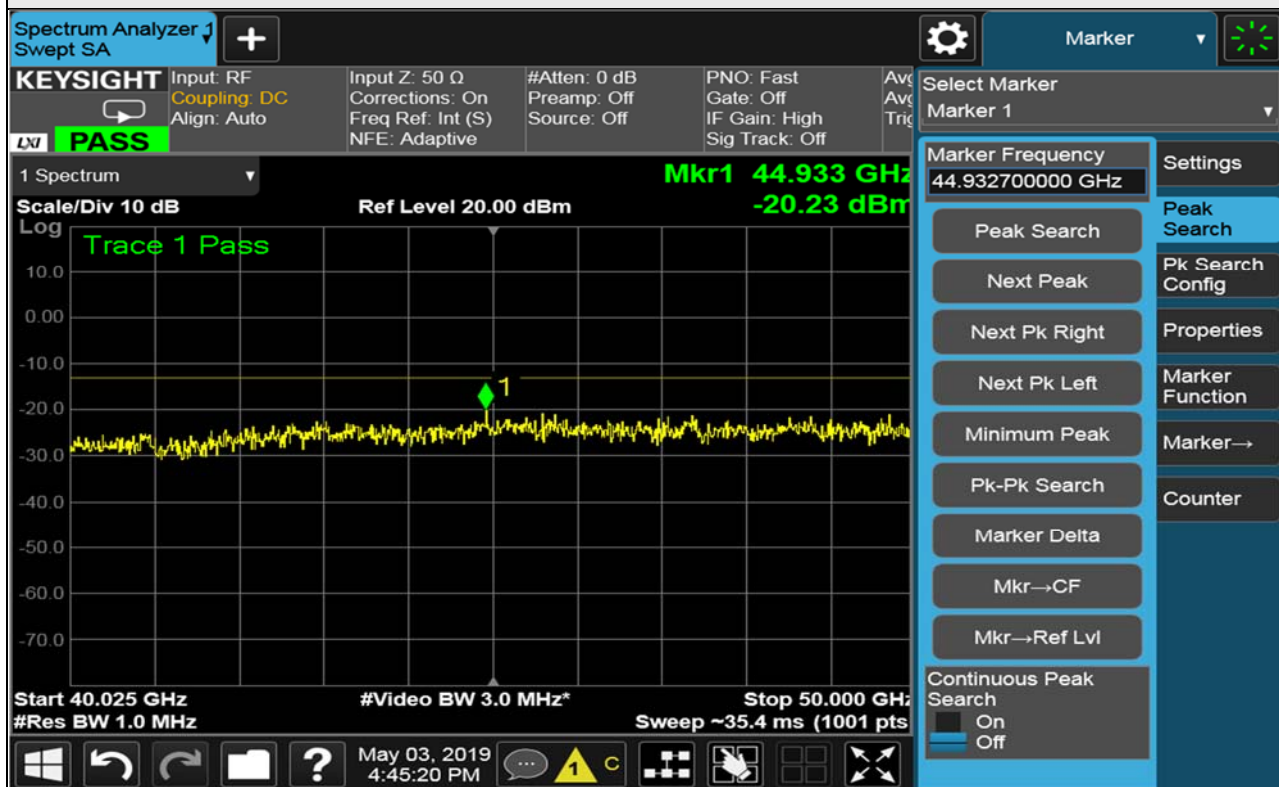 Spectrum Analyzer 1
Swept SA
+
Marker
KEYSIGHT
LXI PASS
Input: RF
Coupling: DC
Align: Auto
Input Z: 50 Ω
Corrections: On
Freq Ref: Int (S)
NFE: Adaptive
#Atten: 0 dB
Preamp: Off
Source: Off
PNO: Fast
Gate: Off
IF Gain: High
Sig Track: Off
Select Marker
Marker 1
1 Spectrum
Scale/Div 10 dB
Log
Ref Level 20.00 dBm
Mkr1 44.933 GHz
-20.23 dBm
Trace 1 Pass
10.0
0.00
-10.0
-20.0
-30.0
-40.0
-50.0
-60.0
-70.0
1
Start 40.025 GHz
#Res BW 1.0 MHz
#Video BW 3.0 MHz*
Stop 50.000 GHz
Sweep ~35.4 ms (1001 pts
Marker Frequency
44.932700000 GHz
Peak Search
Next Peak
Next Pk Right
Next Pk Left
Minimum Peak
Pk-Pk Search
Marker Delta
Mkr→CF
Mkr→Ref Lvl
Continuous Peak
Search
On
Off
Settings
Peak
Search
Pk Search
Config
Properties
Marker
Function
Marker→
Counter
?
May 03, 2019
4:45:20 PM
1 C